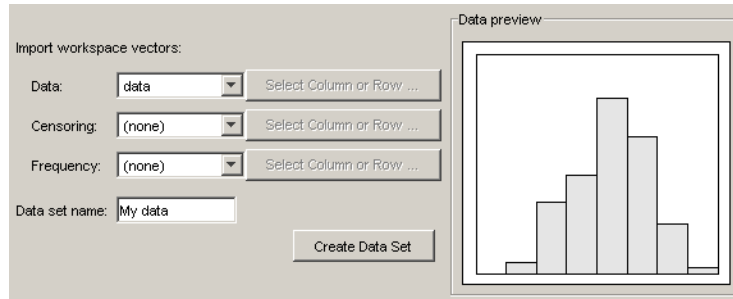 Data preview
Import workspace vectors:
Data: data Select Column or Row ...
Censoring: (none) Select Column or Row ...
Frequency: (none) Select Column or Row ...
Data set name: My data
Create Data Set